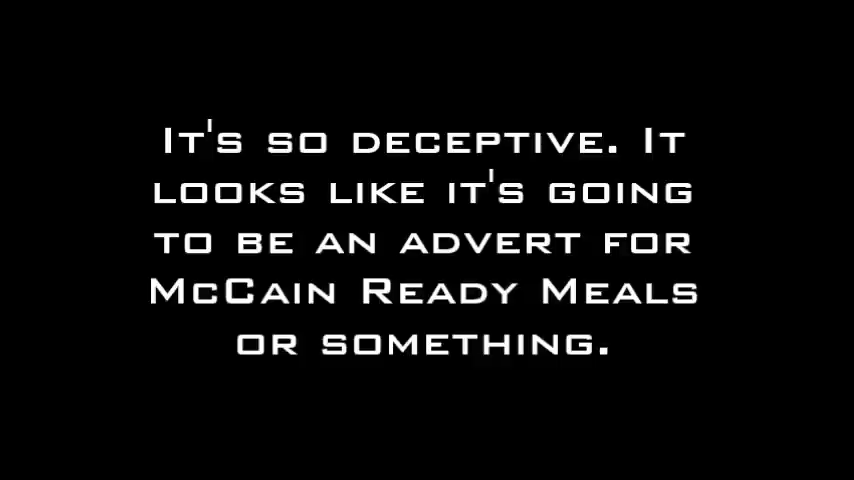 It's so deceptive. It
looks like it's going
to be an advert for
McCain Ready Meals
or something.